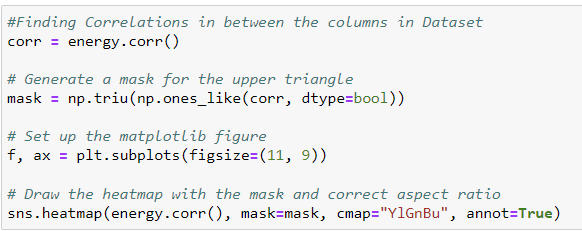 #Finding Correlations in between the columns in Dataset
corr = energy.corr()
# Generate a mask for the upper triangle
mask = np.triu(np.ones_like(corr, dtype=bool))
# Set up the matplotlib figure
f, ax = plt.subplots(figsize=(11, 9))
# Draw the heatmap with the mask and correct aspect ratio
sns.heatmap(energy.corr(), mask=mask, cmap="YlGnBu", annot=True)